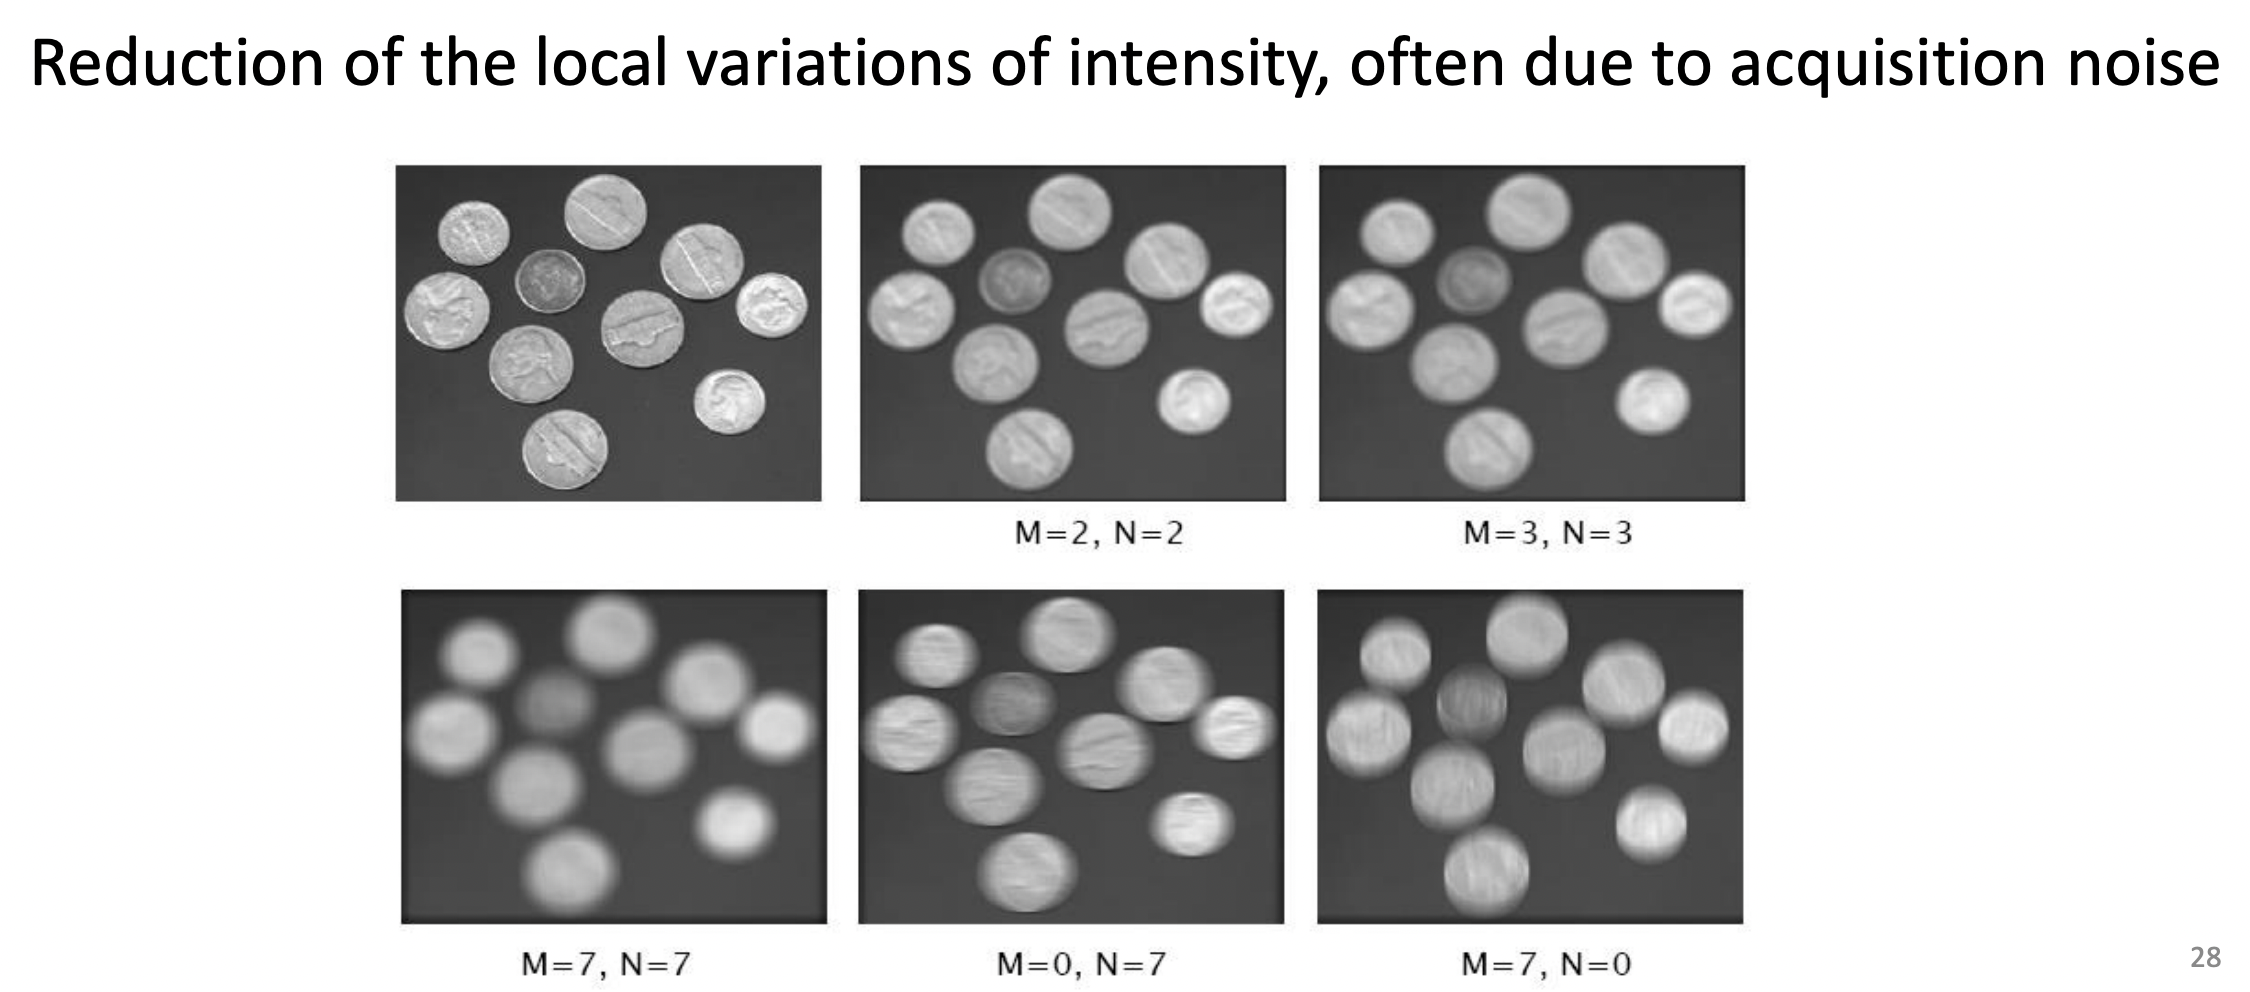 Reduction of the local variations of intensity, often due to acquisition noise
M=2, N=2
M=3, N=3
M=7, N=7
M=0, N=7
M=7, N=0
28